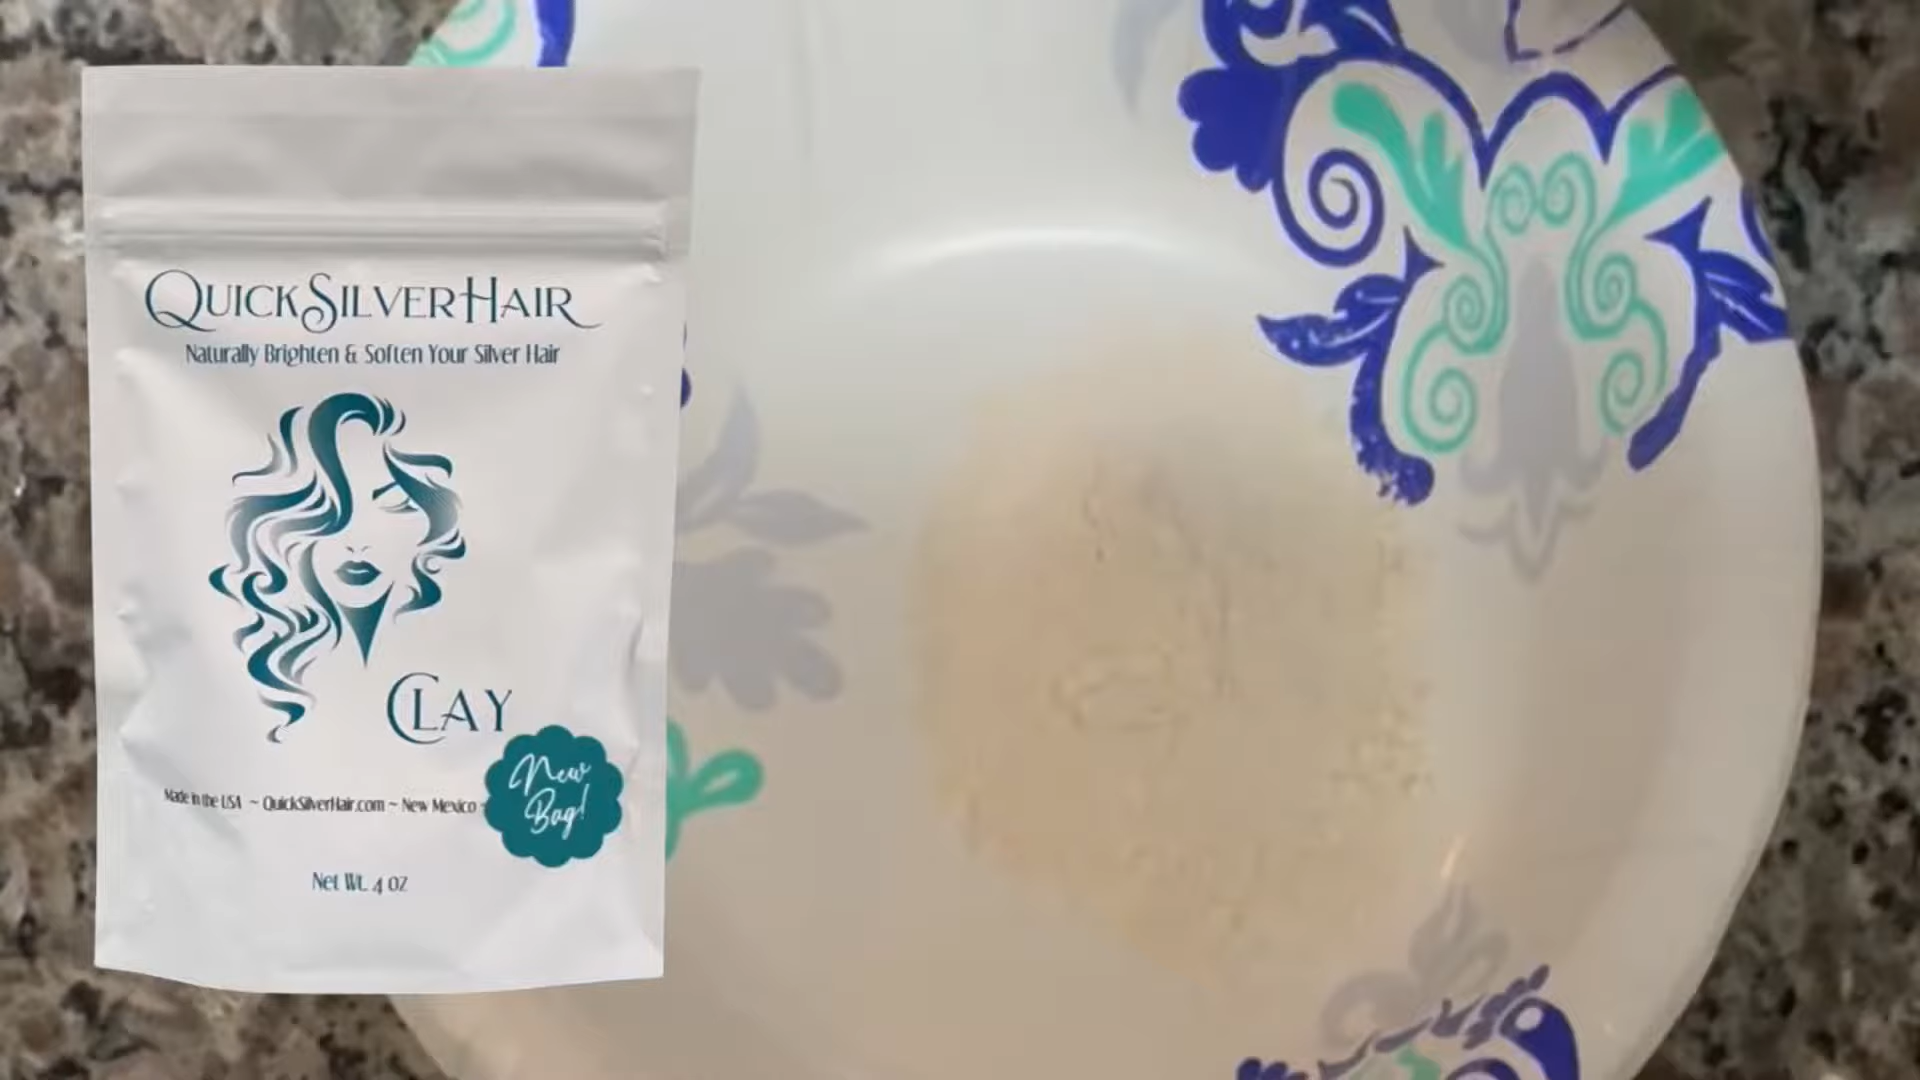 QuickSilverHair
Naturally Brighten & Soften Your Silver Hair
Clay
New
Bag!
Made in the USA ~ QuickSilverHair.com ~ New Mexico ~
Net Wt. 4 oz